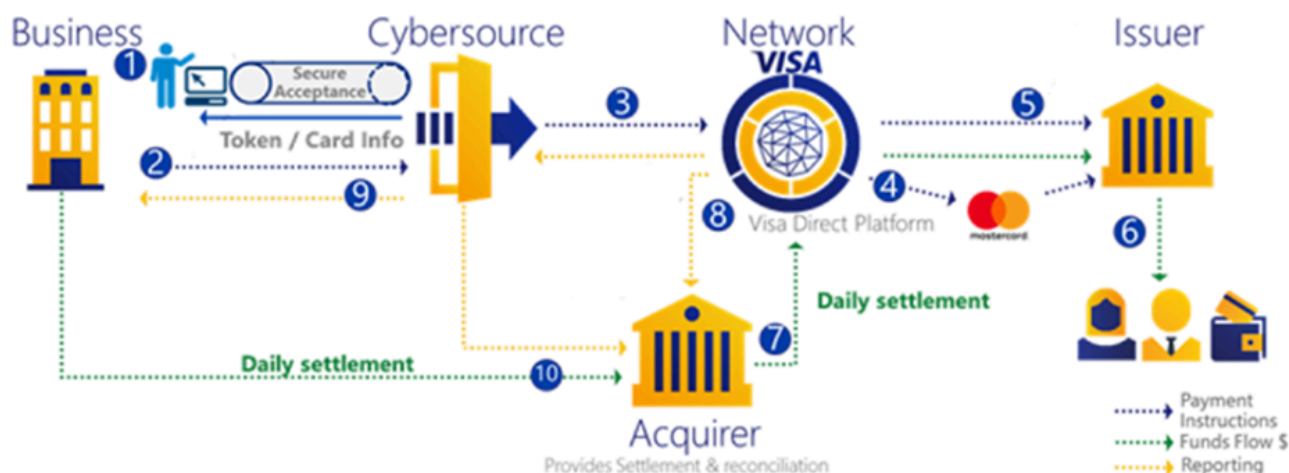 Business
Cybersource
Network
Issuer
VISA
1
Secure
Acceptance
Token / Card Info
2
3
5
9
4
8
Visa Direct Platform
mastercard.
6
Daily settlement
7
Daily settlement
10
Acquirer
Provides Settlement & reconciliation
Payment
Instructions
Funds Flow $
Reporting